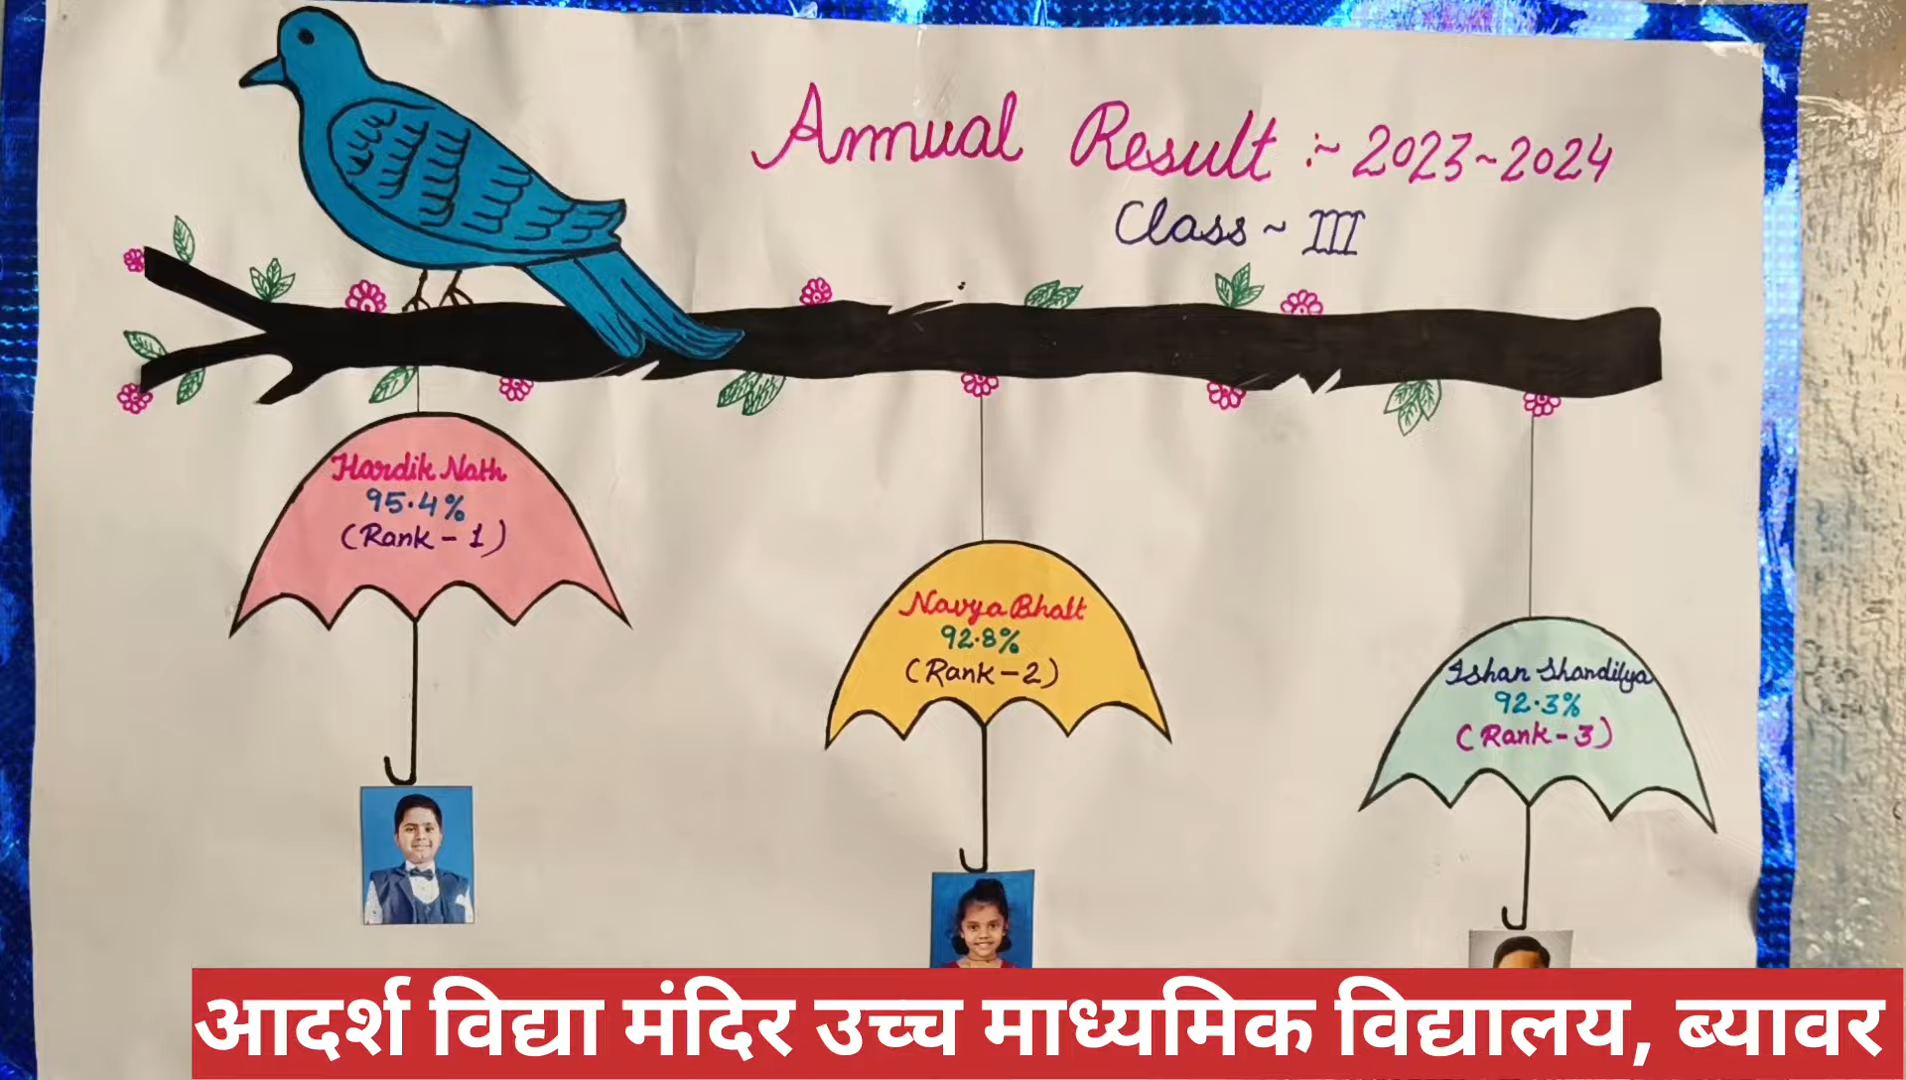 Annual Result :~ 2023~2024
Class ~ III
Hardik Nath
95.4%
(Rank - 1)
Navya Bhatt
92.8%
(Rank - 2)
Ishan Shandilya
92.3%
(Rank - 3)
आदर्श विद्या मंदिर उच्च माध्यमिक विद्यालय, ब्यावर